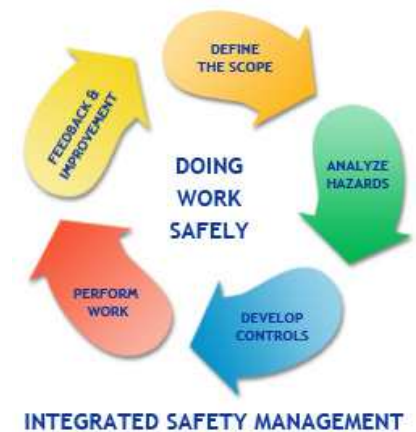 DEFINE
THE SCOPE
FEEDBACK &
IMPROVEMENT
ANALYZE
HAZARDS
DOING
WORK
SAFELY
PERFORM
WORK
DEVELOP
CONTROLS
INTEGRATED SAFETY MANAGEMENT